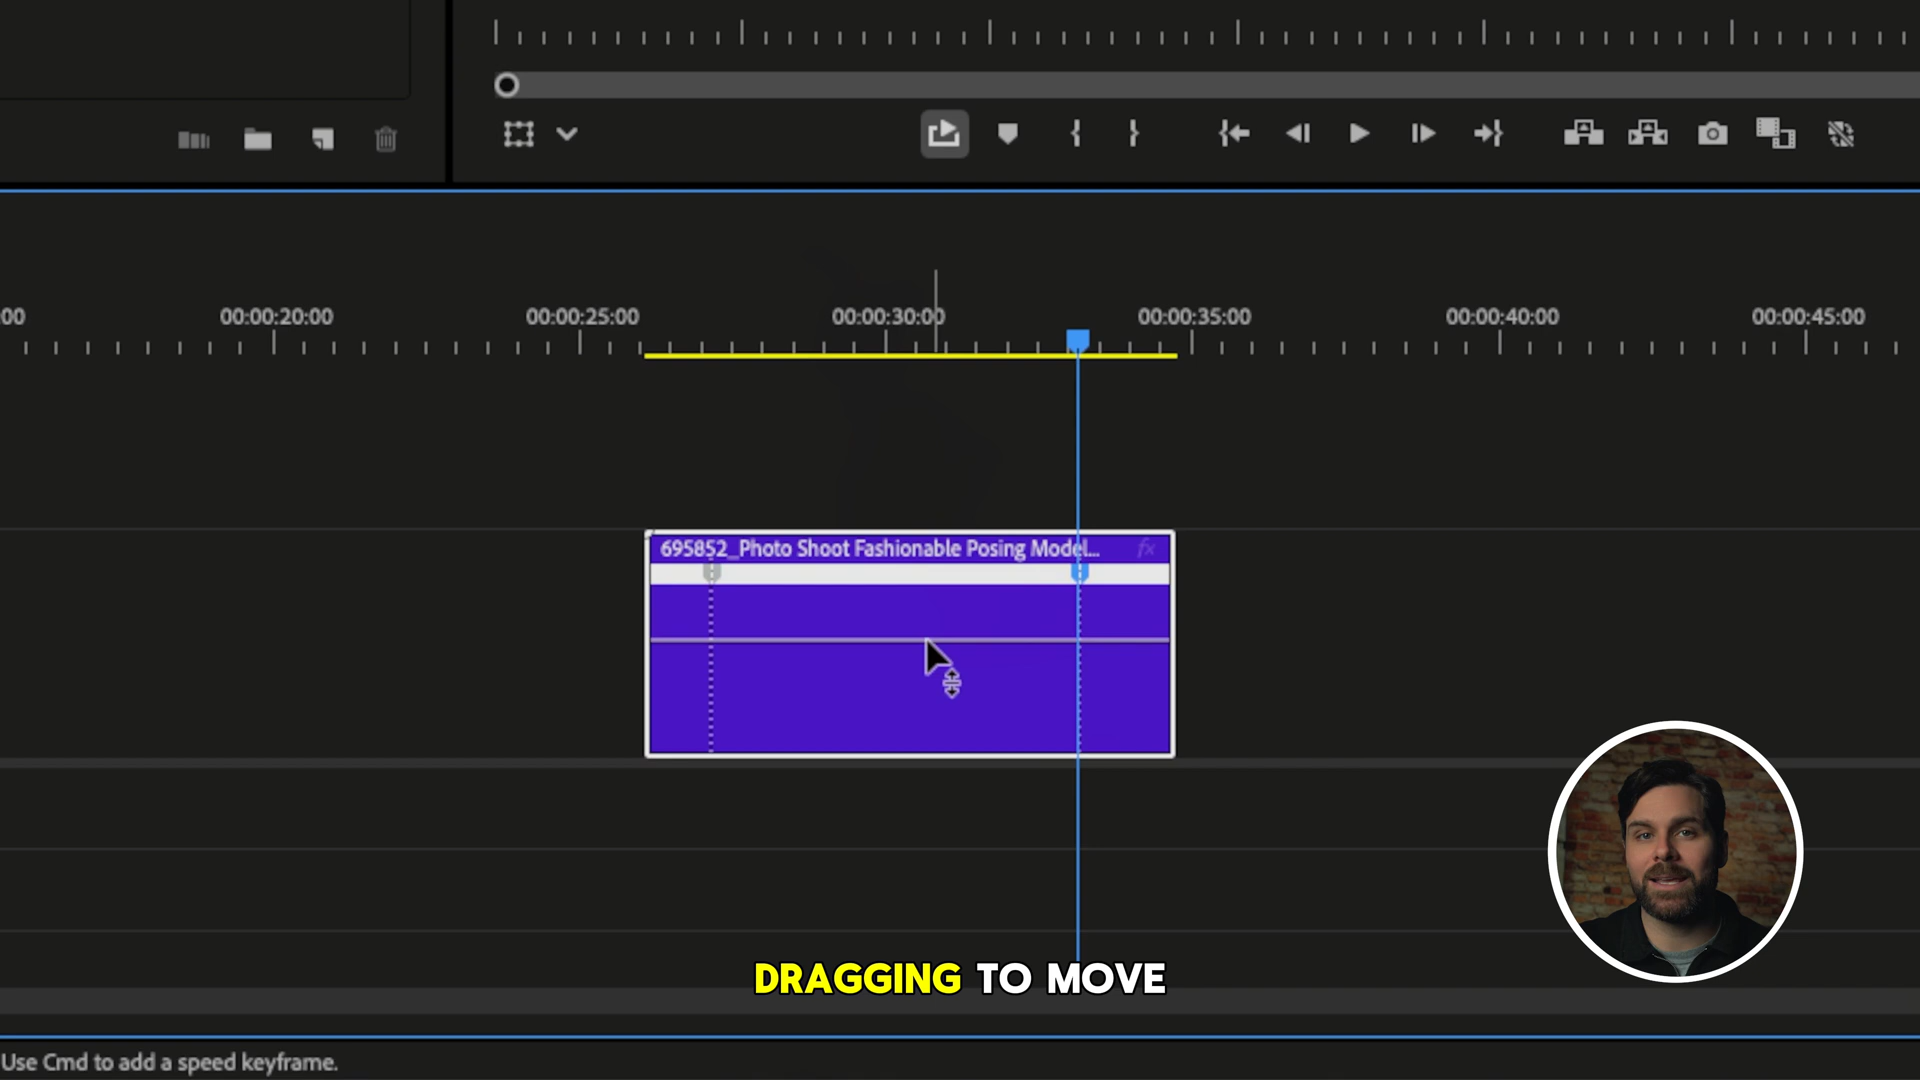 :00
00:00:20:00
00:00:25:00
00:00:30:00
00:00:35:00
00:00:40:00
00:00:45:00
695852_Photo Shoot Fashionable Posing Model...
fx
DRAGGING TO MOVE
Use Cmd to add a speed keyframe.